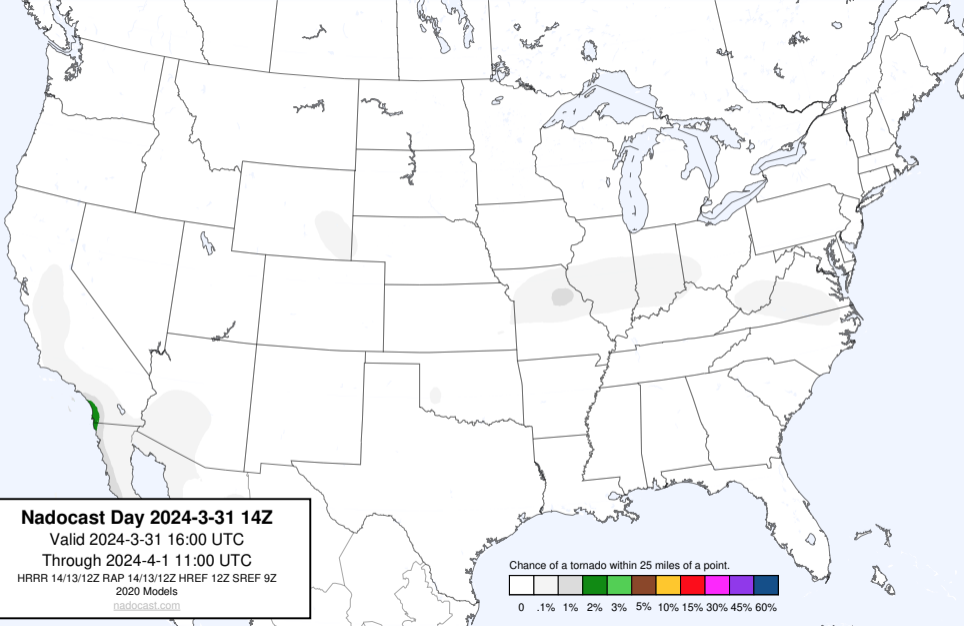 Nadocast Day 2024-3-31 14Z
Valid 2024-3-31 16:00 UTC
Through 2024-4-1 11:00 UTC
HRRR 14/13/12Z RAP 14/13/12Z HREF 12Z SREF 9Z
2020 Models
nadocast.com
Chance of a tornado within 25 miles of a point.
0 .1% 1% 2% 3% 5% 10% 15% 30% 45% 60%